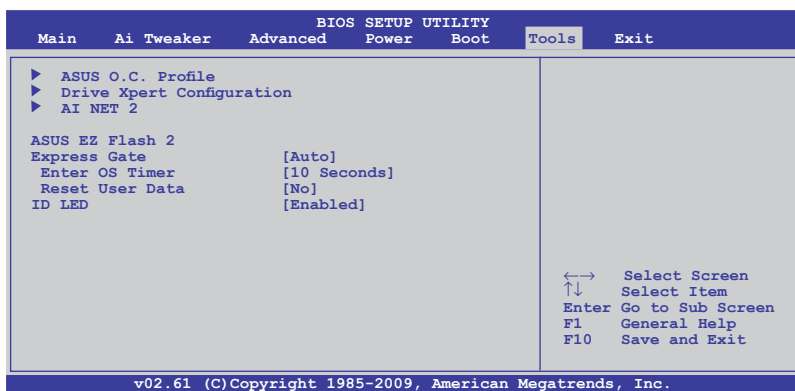 BIOS SETUP UTILITY
Main Ai Tweaker Advanced Power Boot Tools Exit
ASUS O.C. Profile
Drive Xpert Configuration
AI NET 2
ASUS EZ Flash 2
Express Gate [Auto]
Enter OS Timer [10 Seconds]
Reset User Data [No]
ID LED [Enabled]
←→ Select Screen
↑↓ Select Item
Enter Go to Sub Screen
F1 General Help
F10 Save and Exit
v02.61 (C)Copyright 1985-2009, American Megatrends, Inc.